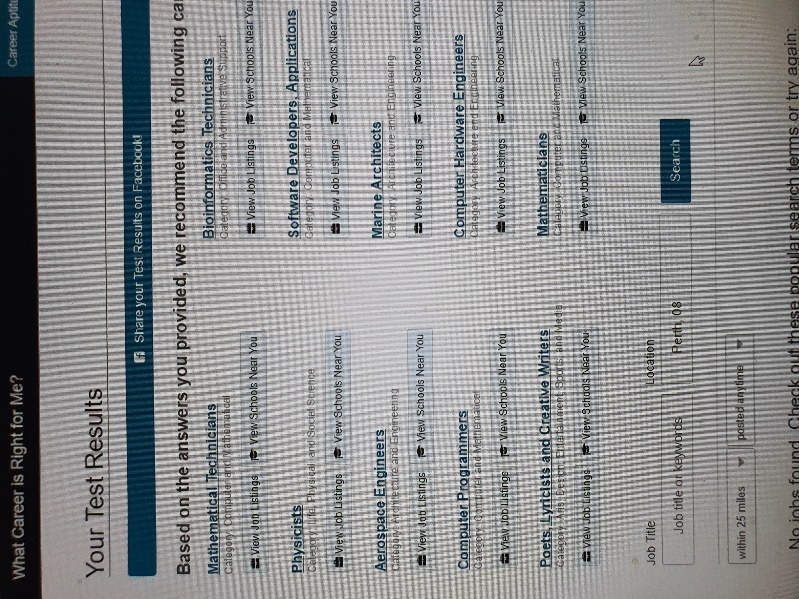 What Career is Right for Me?
Career Aptit
Your Test Results
f Share your Test Results on Facebook!
Based on the answers you provided, we recommend the following car
Mathematical Technicians
Category: Computer and Mathematical
View Job Listings View Schools Near You
Bioinformatics Technicians
Category: Office and Administrative Support
View Job Listings View Schools Near You
Physicists
Category: Life, Physical, and Social Science
View Job Listings View Schools Near You
Software Developers, Applications
Category: Computer and Mathematical
View Job Listings View Schools Near You
Aerospace Engineers
Category: Architecture and Engineering
View Job Listings View Schools Near You
Marine Architects
Category: Architecture and Engineering
View Job Listings View Schools Near You
Computer Programmers
Category: Computer and Mathematical
View Job Listings View Schools Near You
Computer Hardware Engineers
Category: Architecture and Engineering
View Job Listings View Schools Near You
Poets, Lyricists and Creative Writers
Category: Arts, Design, Entertainment, Sports, and Media
View Job Listings View Schools Near You
Mathematicians
Category: Computer and Mathematical
View Job Listings View Schools Near You
Job Title Location
Job title or keywords Perth, 08 Search
within 25 miles posted anytime
No jobs found. Check out these popular search terms or try again: